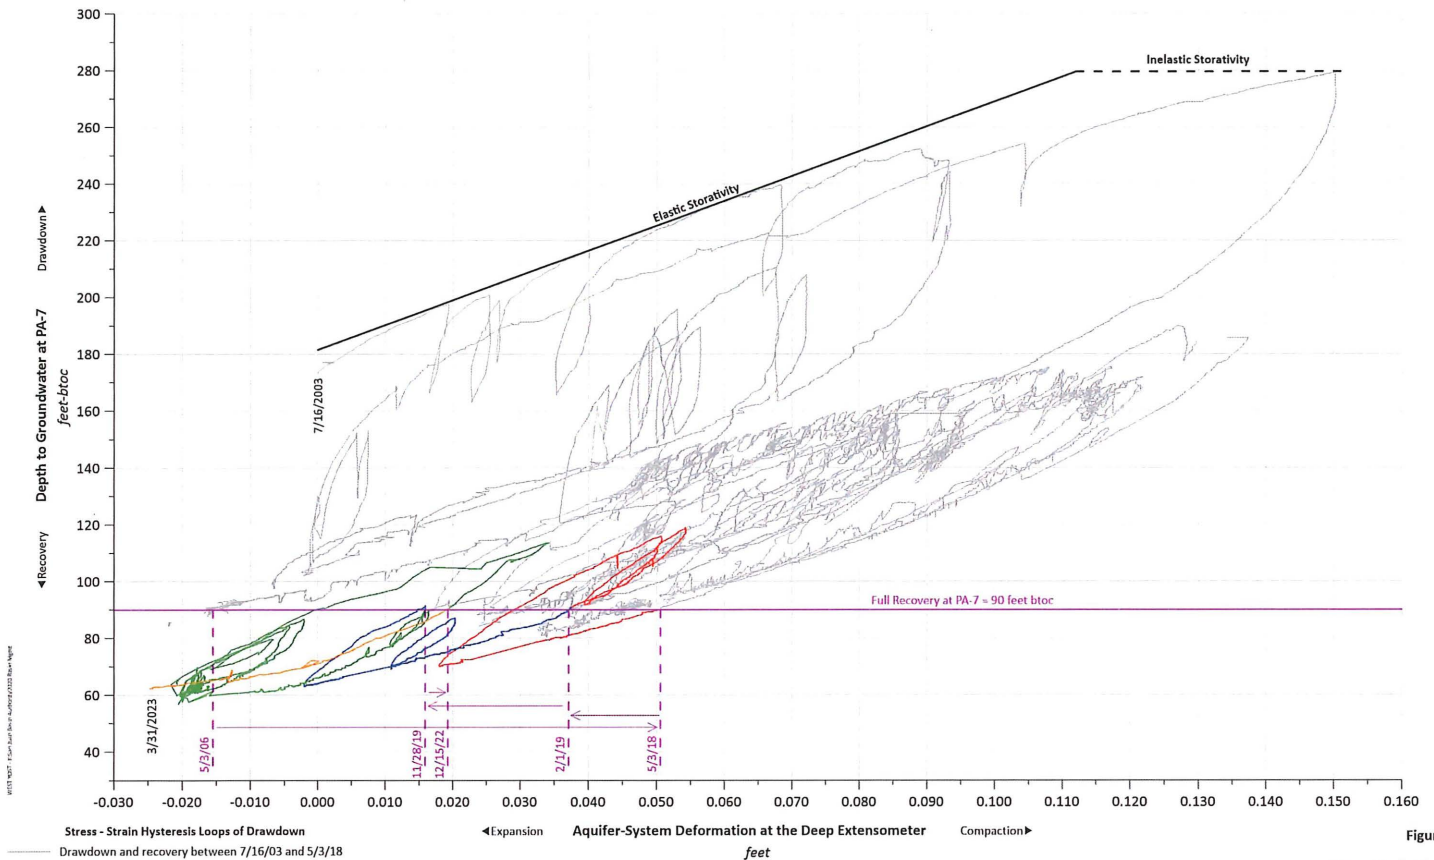 300
280
260
240
220
200
180
160
140
120
100
80
60
40
Drawdown▶
Depth to Groundwater at PA-7
feet-btoc
◀Recovery
Inelastic Storativity
Elastic Storativity
7/16/2003
Full Recovery at PA-7 = 90 feet btoc
3/31/2023
5/3/06
11/28/19
12/15/22
2/1/19
5/3/18
-0.030 -0.020 -0.010 0.000 0.010 0.020 0.030 0.040 0.050 0.060 0.070 0.080 0.090 0.100 0.110 0.120 0.130 0.140 0.150 0.160
Stress - Strain Hysteresis Loops of Drawdown
◀Expansion Aquifer-System Deformation at the Deep Extensometer Compaction▶
feet
Drawdown and recovery between 7/16/03 and 5/3/18
Figu